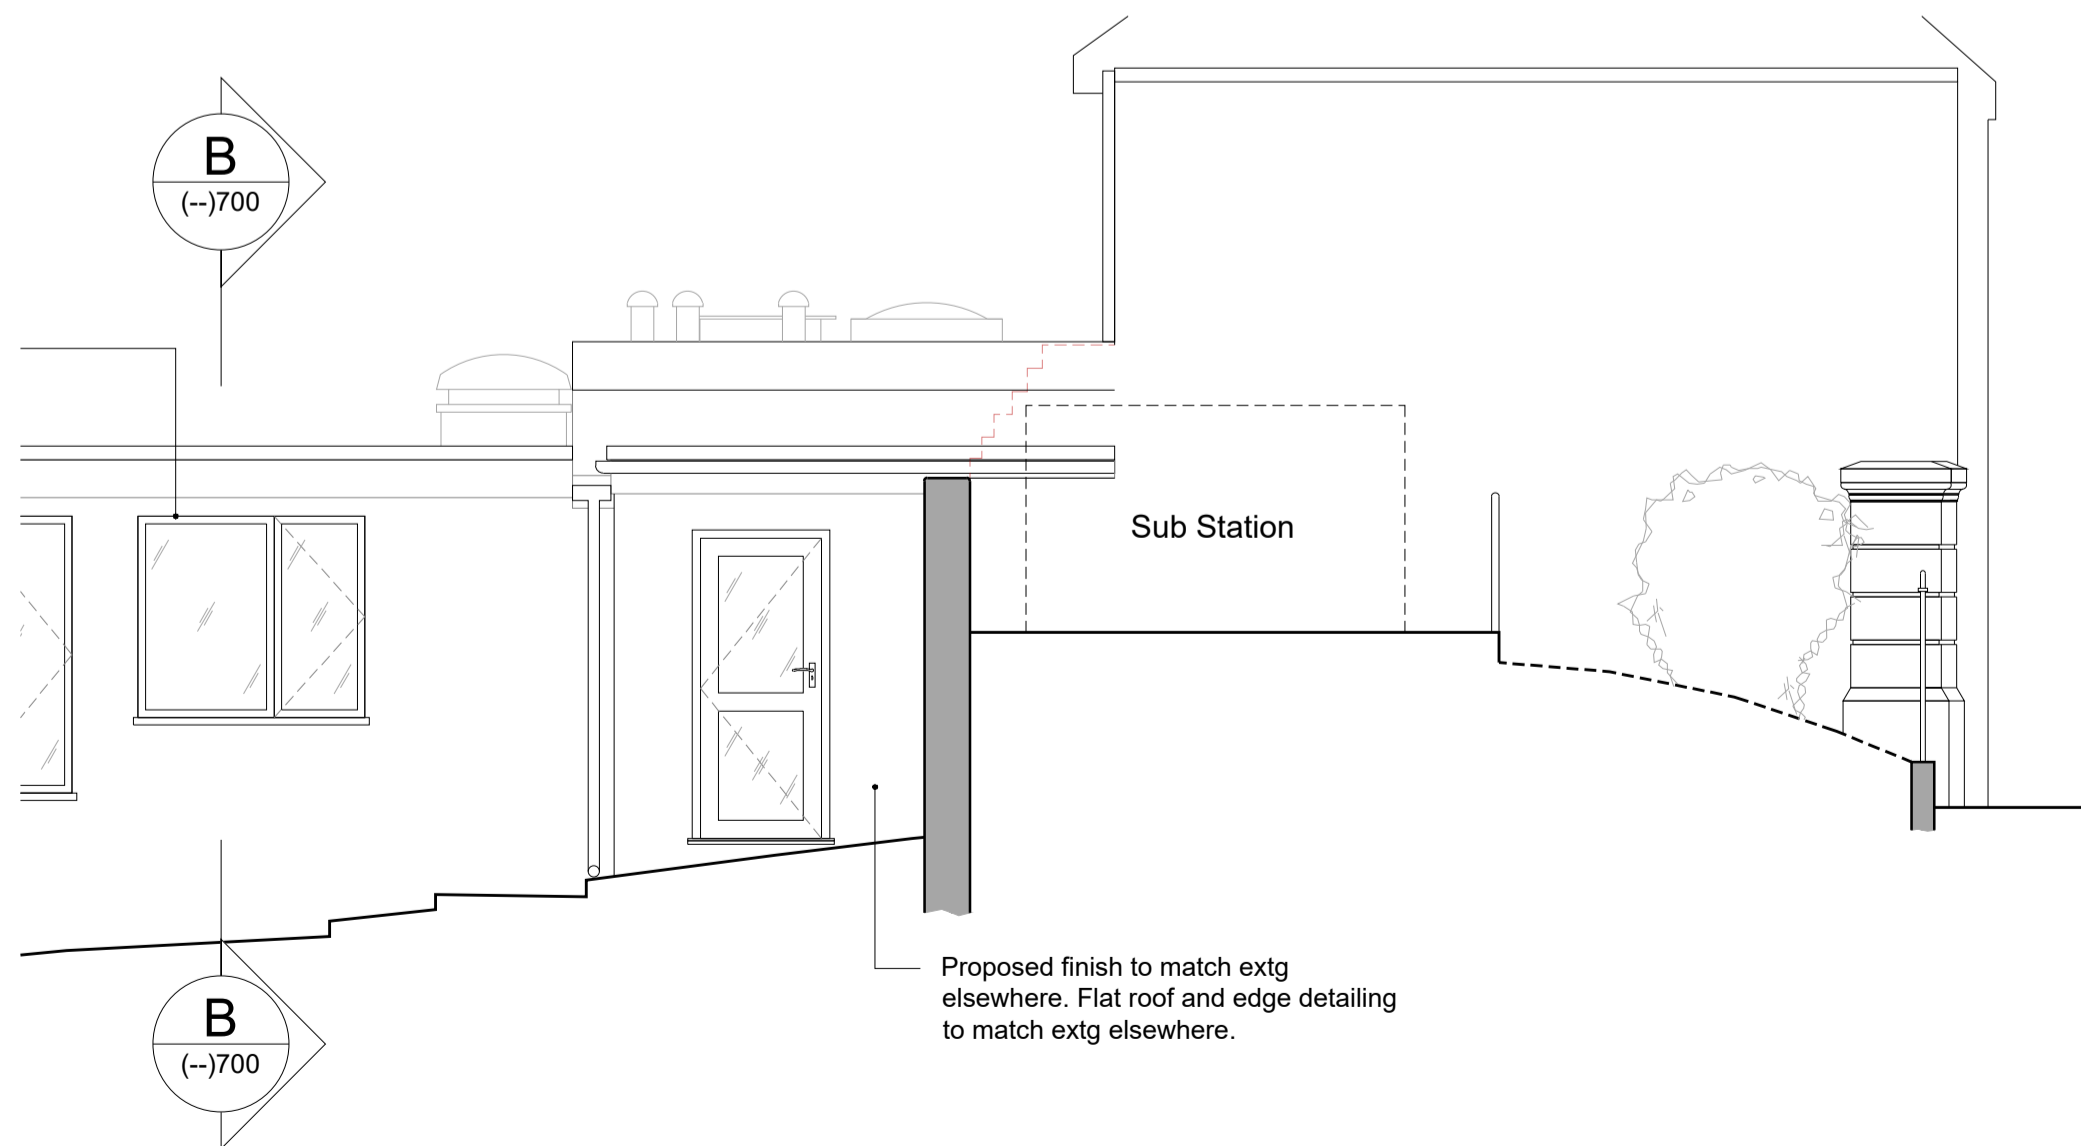 B
(--)700
Sub Station
Proposed finish to match extg
elsewhere. Flat roof and edge detailing
to match extg elsewhere.
B
(--)700